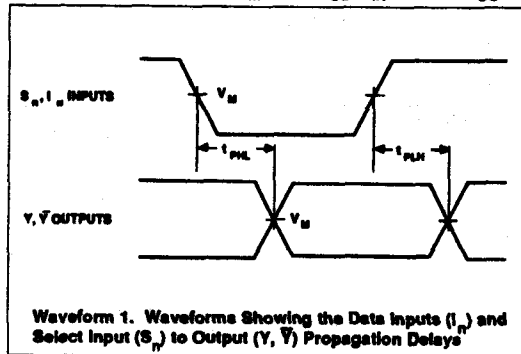 Sn, In INPUTS
VM
tPHL
tPLH
Y, Y̅ OUTPUTS
VM
Waveform 1. Waveforms Showing the Data Inputs (In) and
Select Input (Sn) to Output (Y, Y̅) Propagation Delays